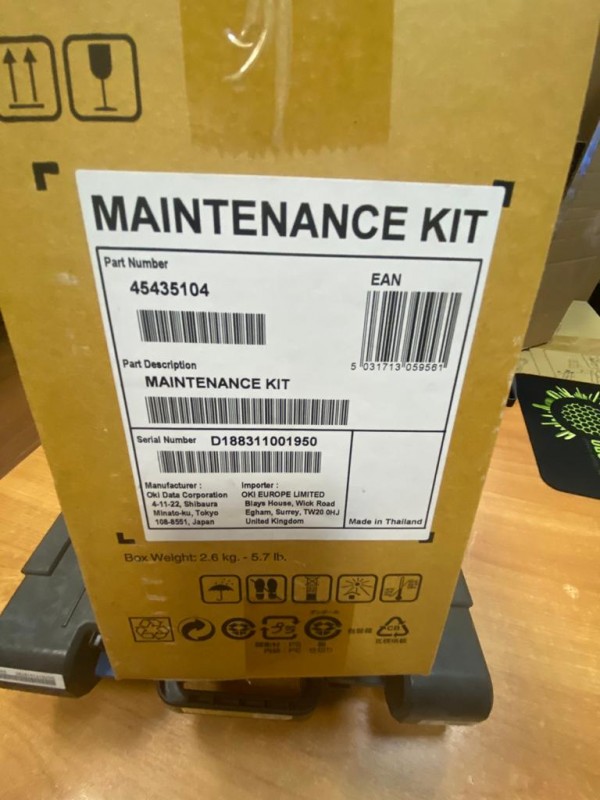 MAINTENANCE KIT
Part Number
45435104
EAN
5 031713 059561
Part Description
MAINTENANCE KIT
Serial Number D188311001950
Manufacturer :
Oki Data Corporation
4-11-22, Shibaura
Minato-ku, Tokyo
108-8551, Japan
Importer :
OKI EUROPE LIMITED
Blays House, Wick Road
Egham, Surrey, TW20 0HJ
United Kingdom
Made in Thailand
Box Weight: 2.6 kg. - 5.7 lb.